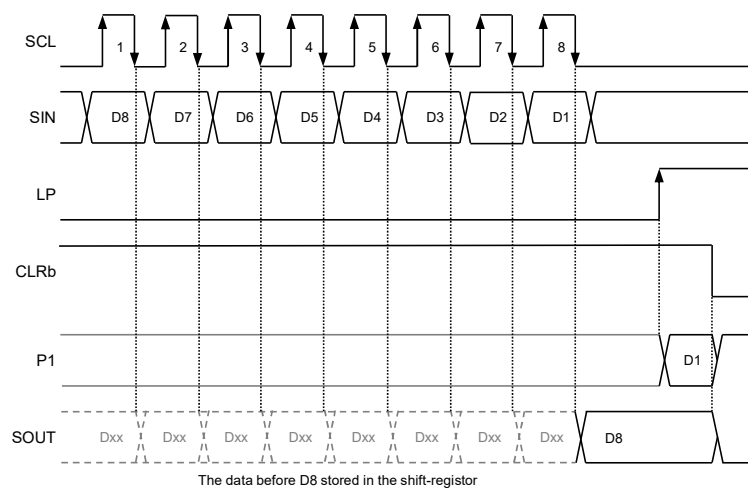 SCL 1 2 3 4 5 6 7 8
SIN D8 D7 D6 D5 D4 D3 D2 D1
LP
CLRb
P1 D1
SOUT Dxx Dxx Dxx Dxx Dxx Dxx Dxx Dxx D8
The data before D8 stored in the shift-registor